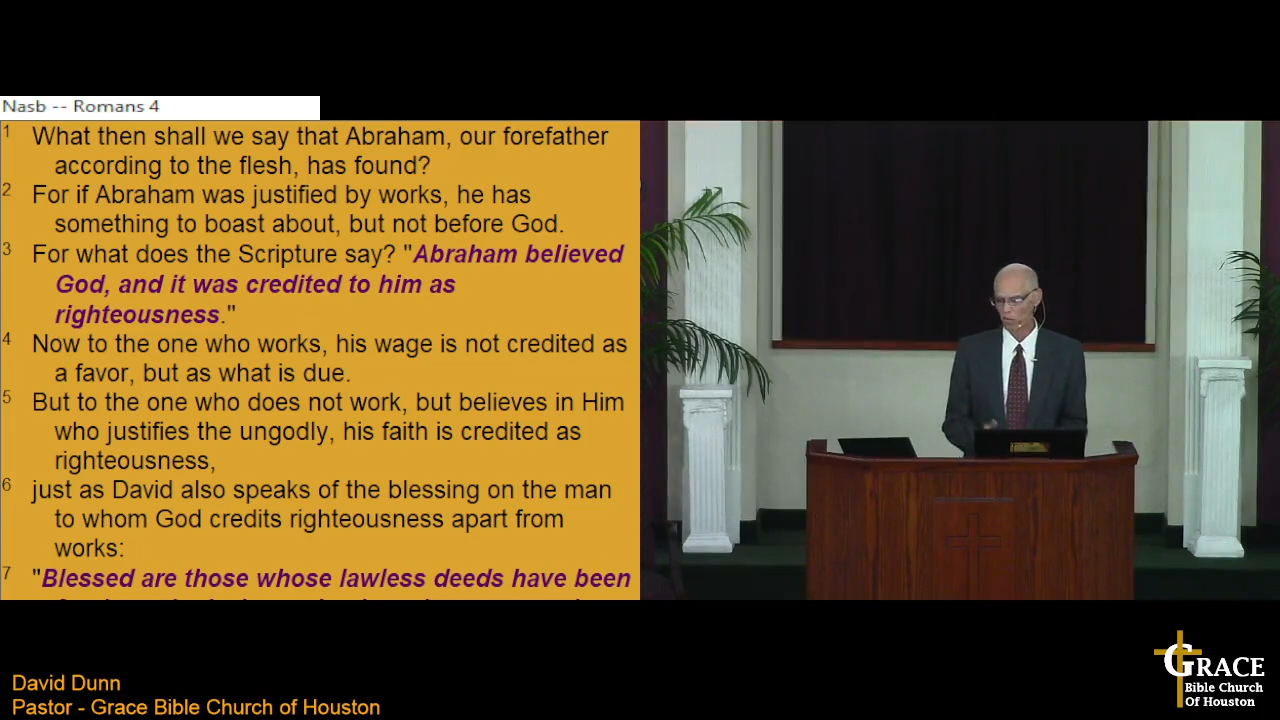 Nasb -- Romans 4
1 What then shall we say that Abraham, our forefather
according to the flesh, has found?
2 For if Abraham was justified by works, he has
something to boast about, but not before God.
3 For what does the Scripture say? "Abraham believed
God, and it was credited to him as
righteousness."
4 Now to the one who works, his wage is not credited as
a favor, but as what is due.
5 But to the one who does not work, but believes in Him
who justifies the ungodly, his faith is credited as
righteousness,
6 just as David also speaks of the blessing on the man
to whom God credits righteousness apart from
works:
7 "Blessed are those whose lawless deeds have been
David Dunn
Pastor - Grace Bible Church of Houston
GRACE
Bible Church
Of Houston